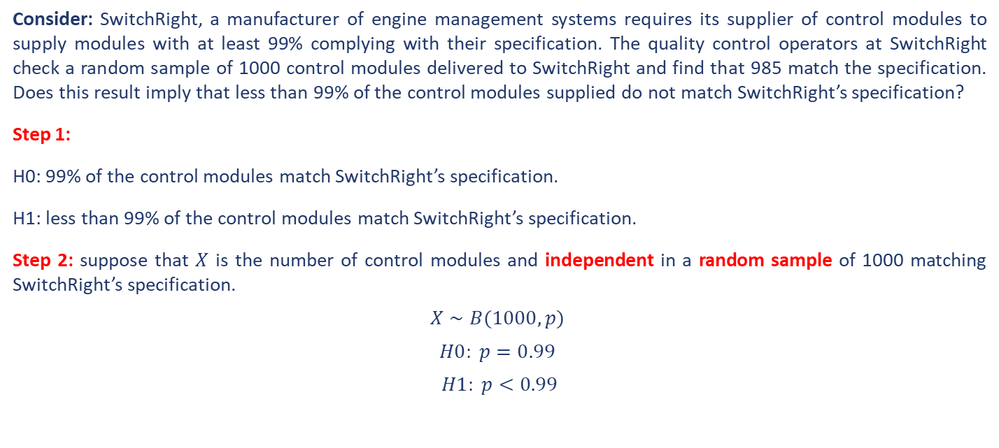 Consider: SwitchRight, a manufacturer of engine management systems requires its supplier of control modules to
supply modules with at least 99% complying with their specification. The quality control operators at SwitchRight
check a random sample of 1000 control modules delivered to SwitchRight and find that 985 match the specification.
Does this result imply that less than 99% of the control modules supplied do not match SwitchRight’s specification?
Step 1:
H0: 99% of the control modules match SwitchRight’s specification.
H1: less than 99% of the control modules match SwitchRight’s specification.
Step 2: suppose that X is the number of control modules and independent in a random sample of 1000 matching
SwitchRight’s specification.
X ~ B(1000, p)
H0: p = 0.99
H1: p < 0.99